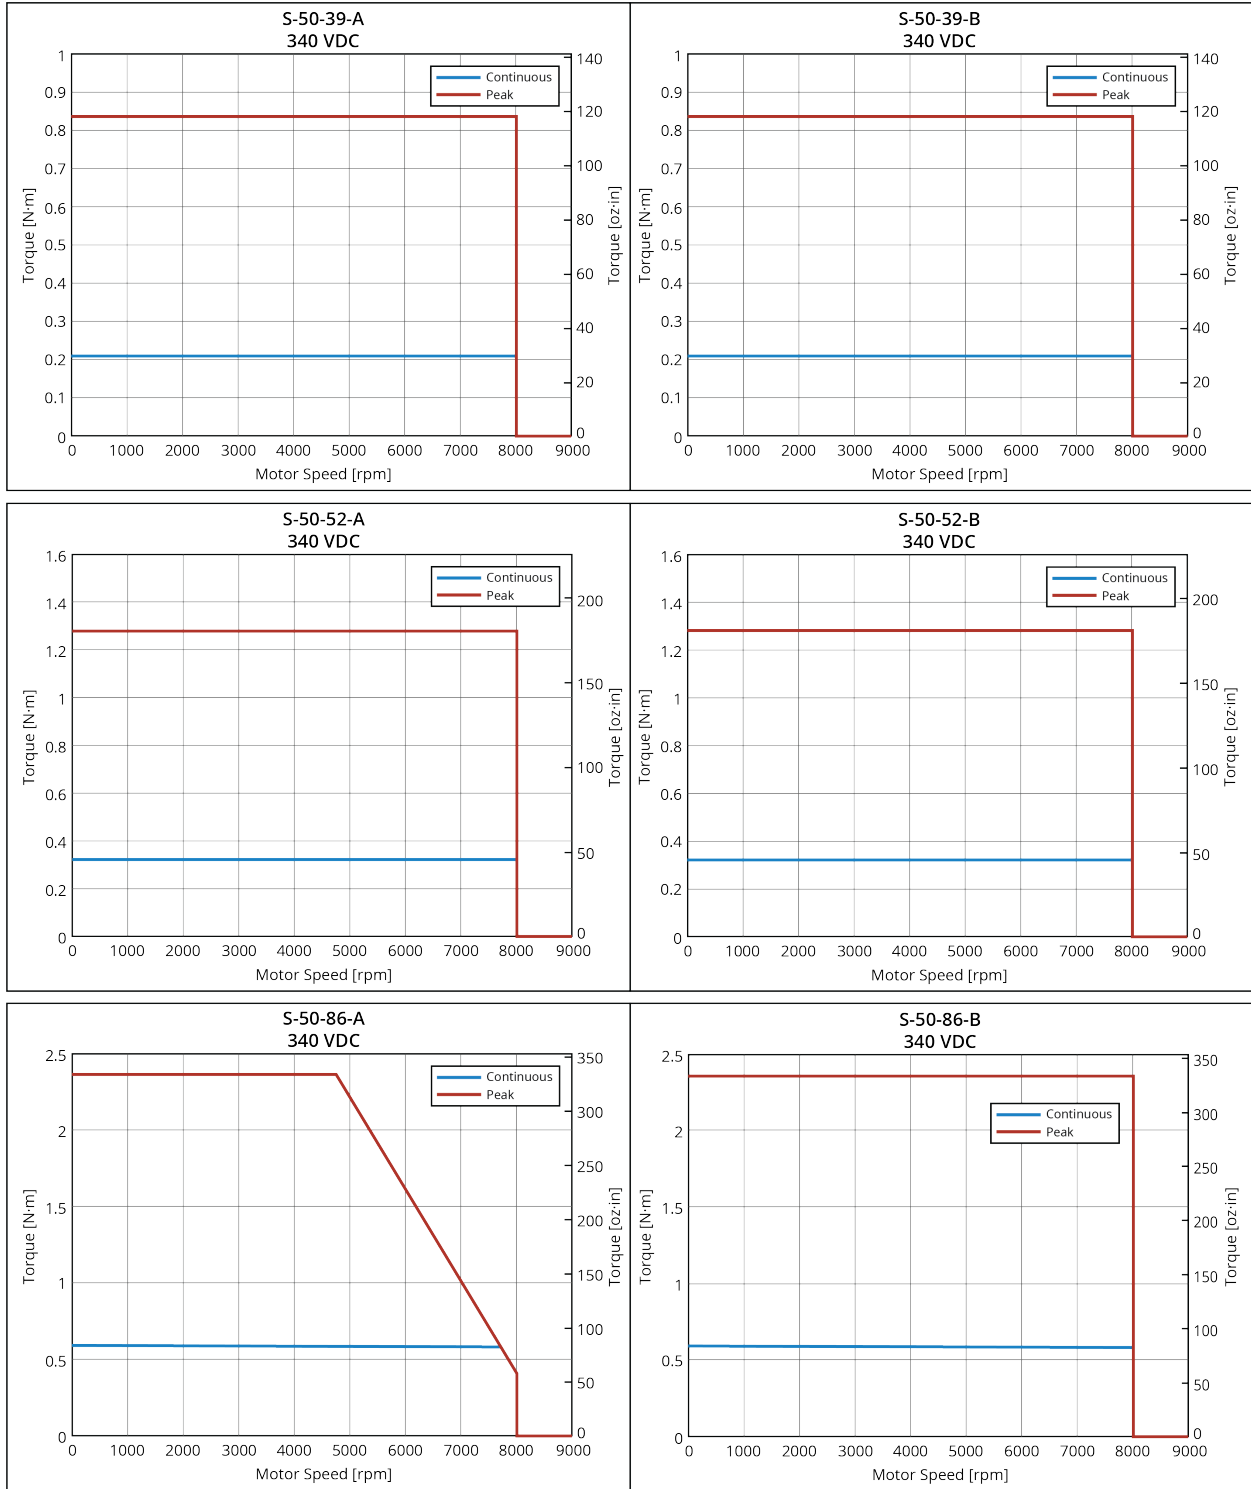 S-50-39-A
340 VDC
Continuous
Peak
1
0.9
0.8
0.7
0.6
0.5
0.4
0.3
0.2
0.1
0
Torque [N·m]
140
120
100
80
60
40
20
0
Torque [oz·in]
0 1000 2000 3000 4000 5000 6000 7000 8000 9000
Motor Speed [rpm]
S-50-39-B
340 VDC
Continuous
Peak
1
0.9
0.8
0.7
0.6
0.5
0.4
0.3
0.2
0.1
0
Torque [N·m]
140
120
100
80
60
40
20
0
Torque [oz·in]
0 1000 2000 3000 4000 5000 6000 7000 8000 9000
Motor Speed [rpm]
S-50-52-A
340 VDC
Continuous
Peak
1.6
1.4
1.2
1
0.8
0.6
0.4
0.2
0
Torque [N·m]
200
150
100
50
0
Torque [oz·in]
0 1000 2000 3000 4000 5000 6000 7000 8000 9000
Motor Speed [rpm]
S-50-52-B
340 VDC
Continuous
Peak
1.6
1.4
1.2
1
0.8
0.6
0.4
0.2
0
Torque [N·m]
200
150
100
50
0
Torque [oz·in]
0 1000 2000 3000 4000 5000 6000 7000 8000 9000
Motor Speed [rpm]
S-50-86-A
340 VDC
Continuous
Peak
2.5
2
1.5
1
0.5
0
Torque [N·m]
350
300
250
200
150
100
50
0
Torque [oz·in]
0 1000 2000 3000 4000 5000 6000 7000 8000 9000
Motor Speed [rpm]
S-50-86-B
340 VDC
Continuous
Peak
2.5
2
1.5
1
0.5
0
Torque [N·m]
350
300
250
200
150
100
50
0
Torque [oz·in]
0 1000 2000 3000 4000 5000 6000 7000 8000 9000
Motor Speed [rpm]